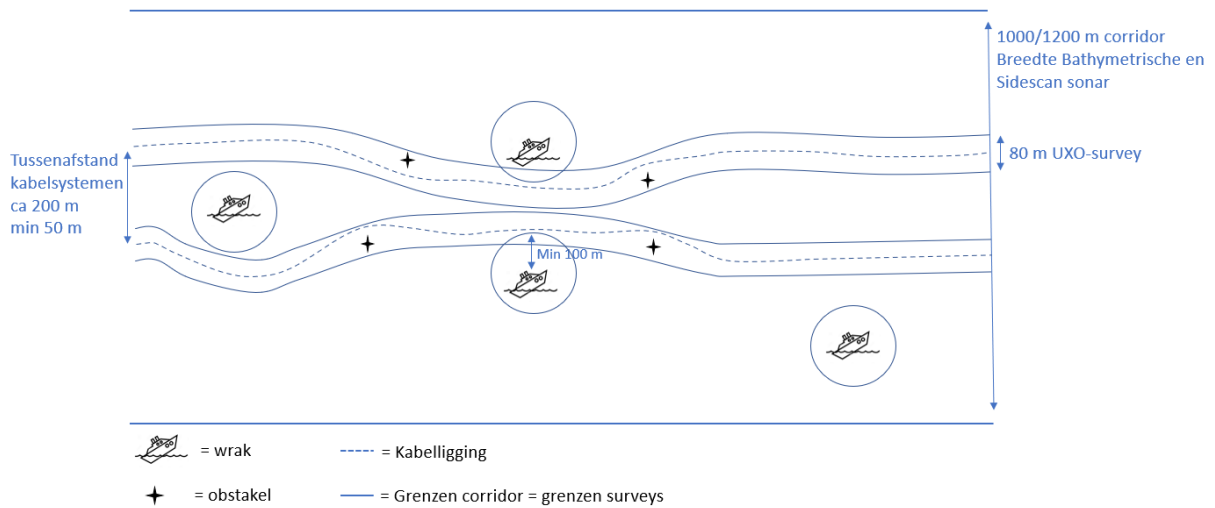 1000/1200 m corridor
Breedte Bathymetrische en
Sidescan sonar
80 m UXO-survey
Tussenafstand
kabelsystemen
ca 200 m
min 50 m
Min 100 m
= wrak
= Kabelligging
= obstakel
= Grenzen corridor = grenzen surveys